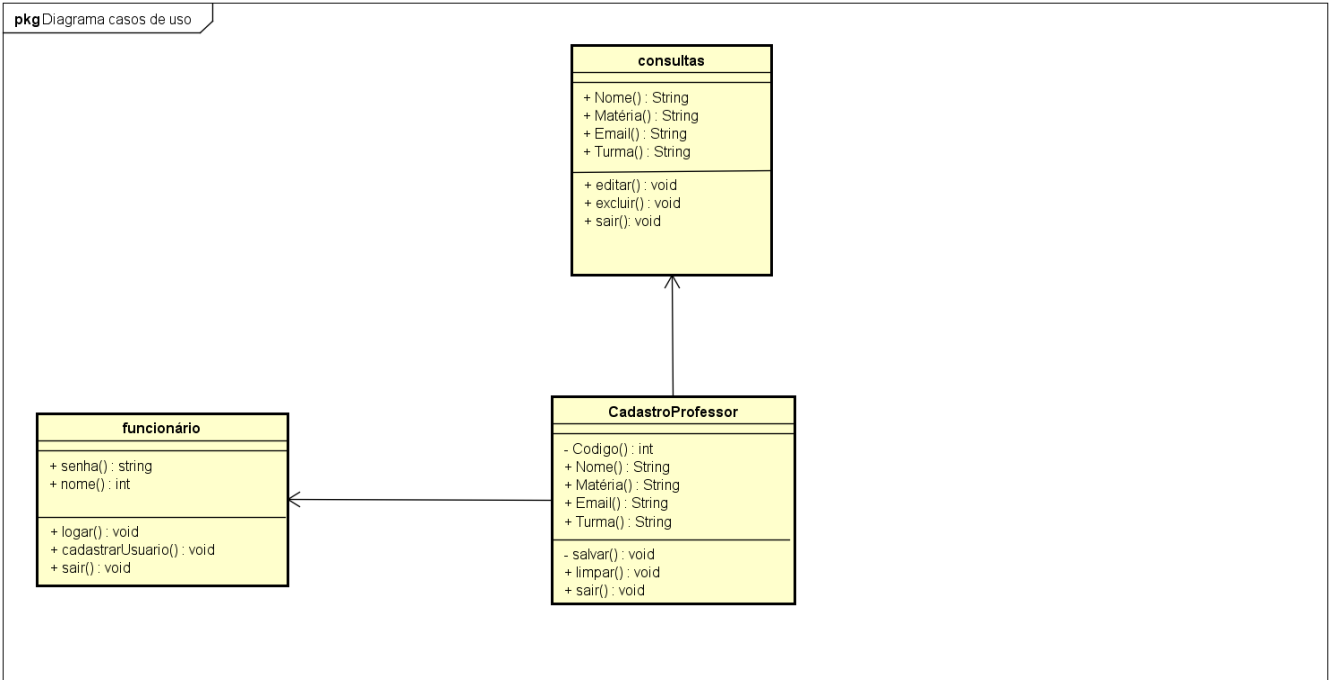 pkg Diagrama casos de uso
consultas
+ Nome() : String
+ Matéria() : String
+ Email() : String
+ Turma() : String
+ editar() : void
+ excluir() : void
+ sair(): void
funcionário
+ senha() : string
+ nome() : int
+ logar() : void
+ cadastrarUsuario() : void
+ sair() : void
CadastroProfessor
- Codigo() : int
+ Nome() : String
+ Matéria() : String
+ Email() : String
+ Turma() : String
- salvar() : void
+ limpar() : void
+ sair() : void